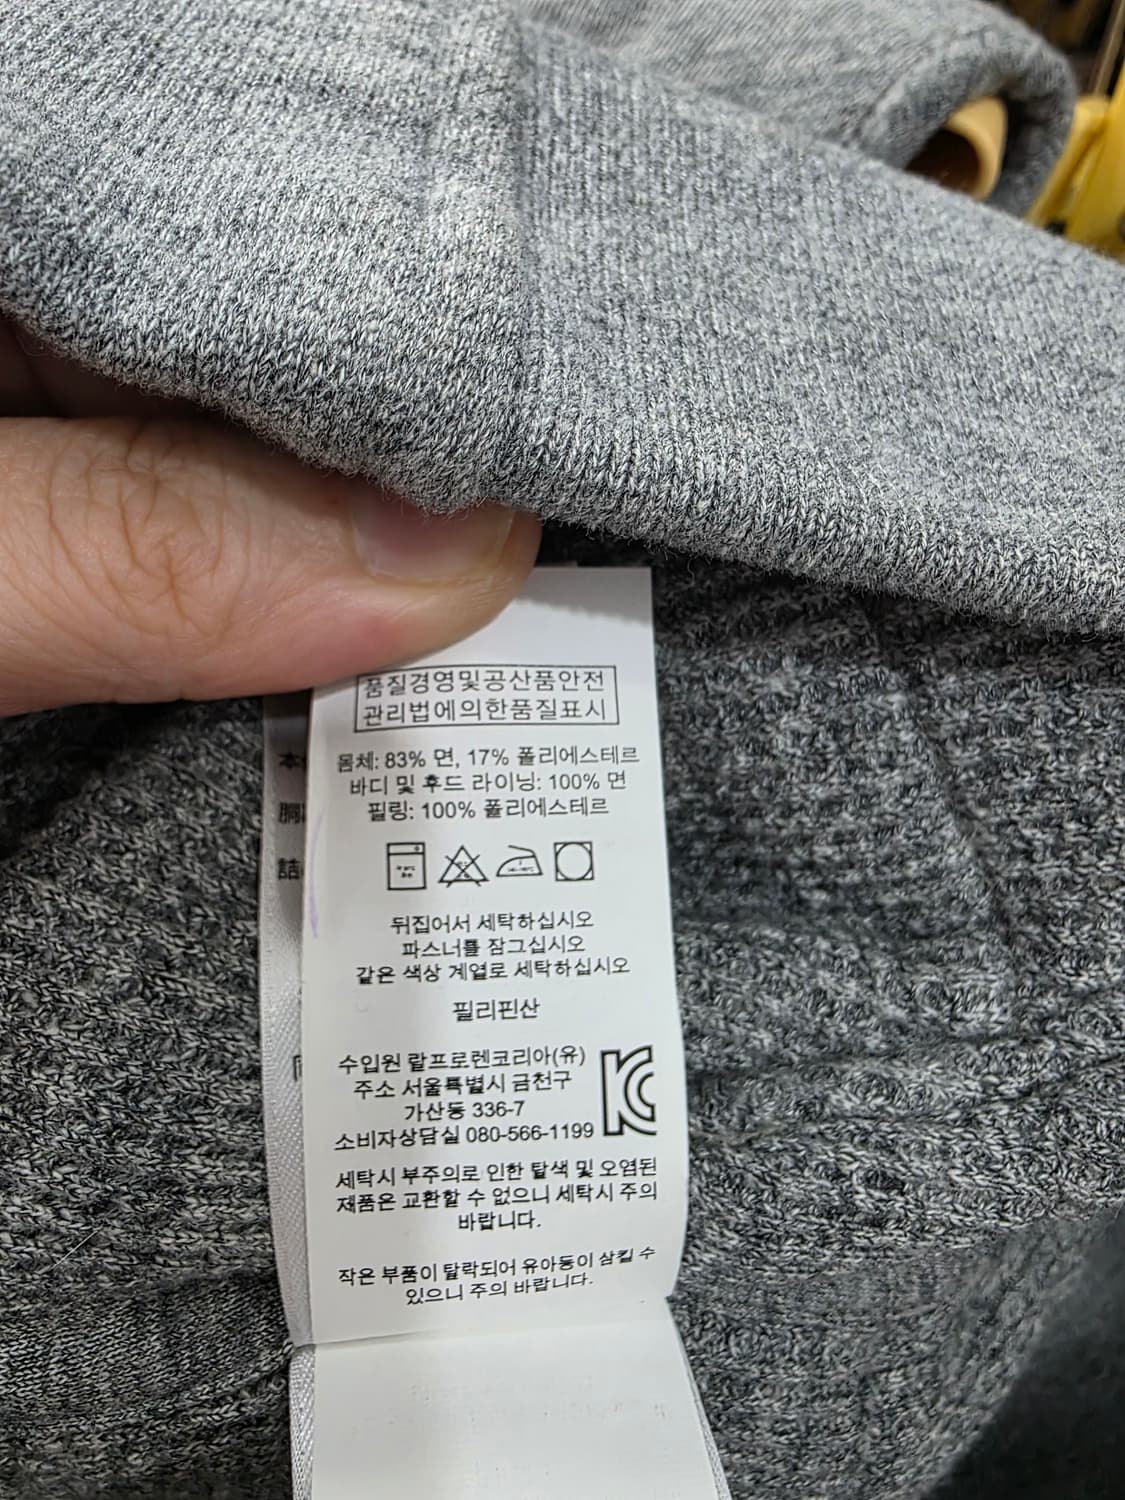 품질경영및공산품안전
관리법에의한품질표시
몸체: 83% 면, 17% 폴리에스테르
바디 및 후드 라이닝: 100% 면
필링: 100% 폴리에스테르
뒤집어서 세탁하십시오
파스너를 잠그십시오
같은 색상 계열로 세탁하십시오
필리핀산
수입원 랄프로렌코리아(유)
주소 서울특별시 금천구
가산동 336-7
소비자상담실 080-566-1199
세탁시 부주의로 인한 탈색 및 오염된
제품은 교환할 수 없으니 세탁시 주의
바랍니다.
작은 부품이 탈락되어 유아동이 삼킬 수
있으니 주의 바랍니다.